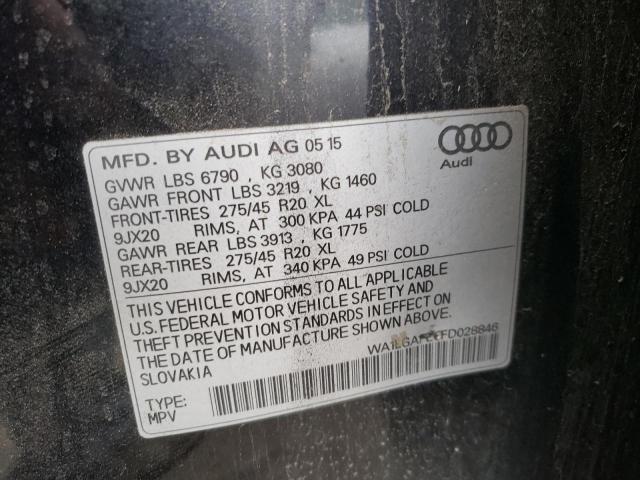 MFD. BY AUDI AG 05 15
Audi
GVWR LBS 6790 , KG 3080
GAWR FRONT LBS 3219 , KG 1460
FRONT-TIRES 275/45 R20 XL
9JX20 RIMS, AT 300 KPA 44 PSI COLD
GAWR REAR LBS 3913 , KG 1775
REAR-TIRES 275/45 R20 XL
9JX20 RIMS, AT 340 KPA 49 PSI COLD
THIS VEHICLE CONFORMS TO ALL APPLICABLE
U.S. FEDERAL MOTOR VEHICLE SAFETY AND
THEFT PREVENTION STANDARDS IN EFFECT ON
THE DATE OF MANUFACTURE SHOWN ABOVE.
SLOVAKIA
TYPE:
MPV